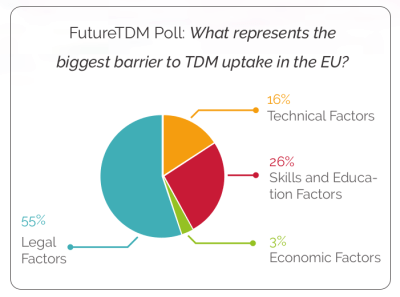 FutureTDM Poll: What represents the
biggest barrier to TDM uptake in the EU?
16%
Technical Factors
26%
Skills and Educa-
tion Factors
55%
Legal
Factors
3%
Economic Factors